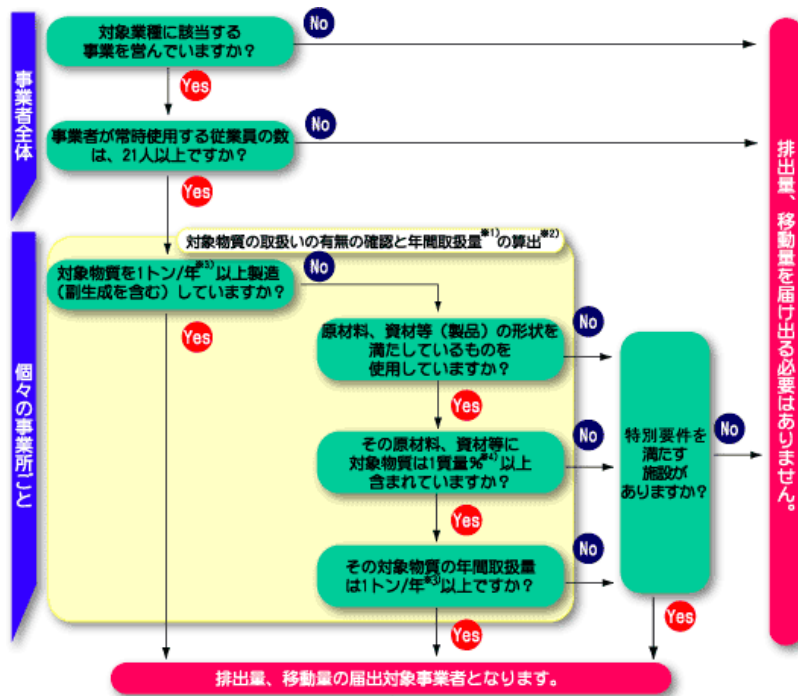 対象業種に該当する
事業を営んでいますか？
No
Yes
事業者が常時使用する従業員の数
は、21人以上ですか？
No
Yes
事業者全体
対象物質の取扱いの有無の確認と年間取扱量※1)の算出※2)
対象物質を1トン/年※3)以上製造
（副生成を含む）していますか？
No
Yes
原材料、資材等（製品）の形状を
満たしているものを
使用していますか？
No
Yes
その原材料、資材等に
対象物質は1質量%※4)以上
含まれていますか？
No
Yes
その対象物質の年間取扱量
は1トン/年※3)以上ですか？
No
Yes
個々の事業所ごと
特別要件を
満たす
施設が
ありますか？
No
Yes
排出量、移動量を届け出る必要はありません。
排出量、移動量の届出対象事業者となります。